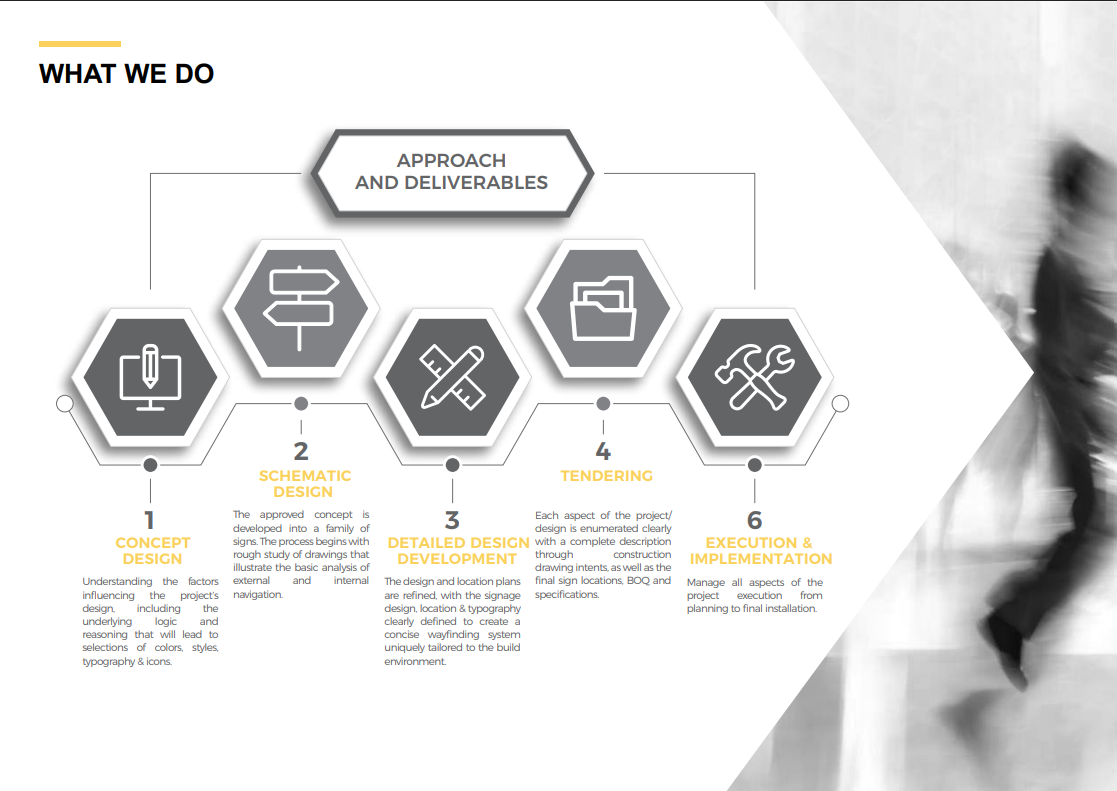 WHAT WE DO
APPROACH
AND DELIVERABLES
1
CONCEPT
DESIGN
Understanding the factors
influencing the project's
design, including the
underlying logic and
reasoning that will lead to
selections of colors, styles,
typography & icons.
2
SCHEMATIC
DESIGN
The approved concept is
developed into a family of
signs. The process begins with
rough study of drawings that
illustrate the basic analysis of
external and internal
navigation.
3
DETAILED DESIGN
DEVELOPMENT
The design and location plans
are refined, with the signage
design, location & typography
clearly defined to create a
concise wayfinding system
uniquely tailored to the build
environment.
4
TENDERING
Each aspect of the project/
design is enumerated clearly
with a complete description
through construction
drawing intents, as well as the
final sign locations, BOQ and
specifications.
6
EXECUTION &
IMPLEMENTATION
Manage all aspects of the
project execution from
planning to final installation.